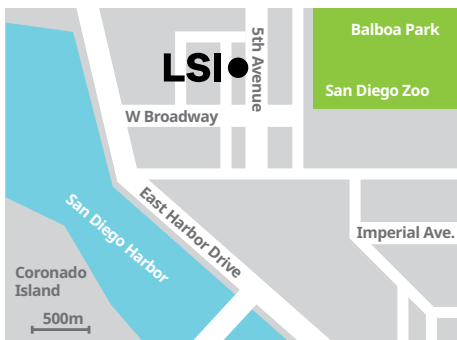 Balboa Park
5th Avenue
LSI
San Diego Zoo
W Broadway
East Harbor Drive
San Diego Harbor
Imperial Ave.
Coronado
Island
500m